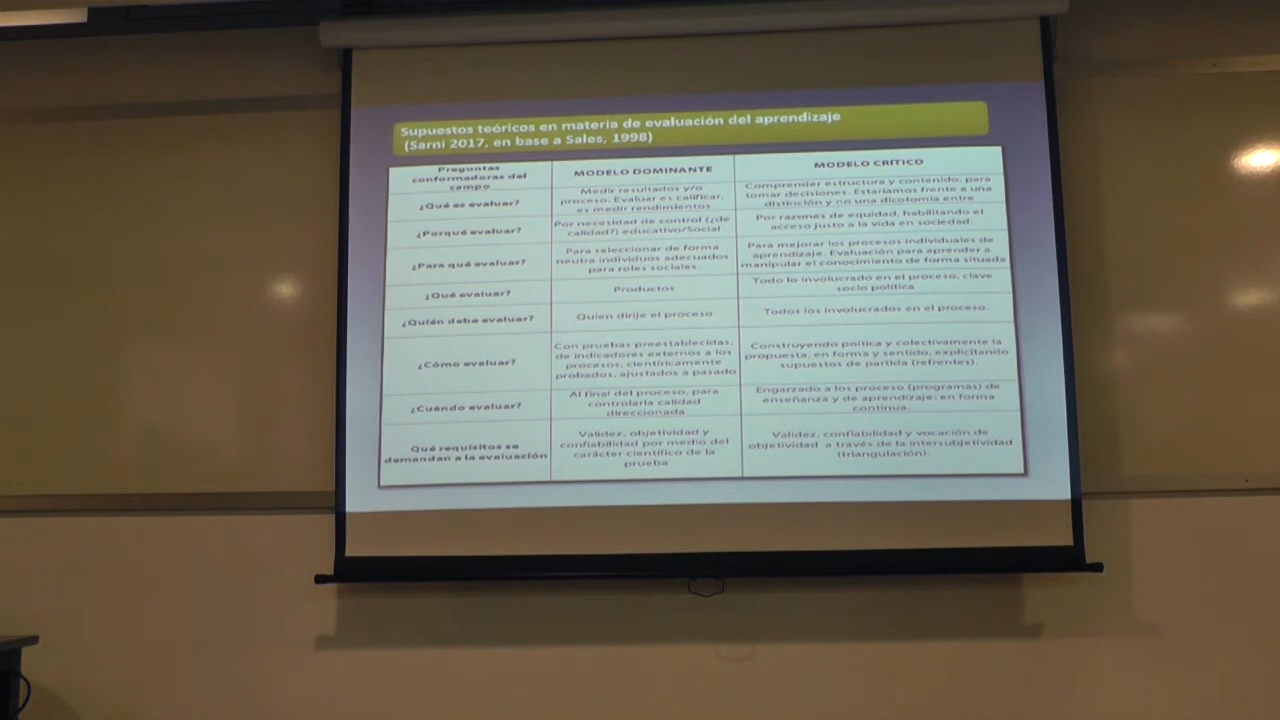 Supuestos teóricos en materia de evaluación del aprendizaje
(Sarni 2017, en base a Sales, 1998)
Preguntas
conformadoras del
campo
MODELO DOMINANTE
MODELO CRÍTICO
¿Qué es evaluar?
Medir resultados y/o
proceso. Evaluar es calificar,
es medir rendimientos
Comprender estructura y contenido, para
tomar decisiones. Estaríamos frente a una
distinción y no una dicotomía entre
¿Porqué evaluar?
Por necesidad de control (¿de
calidad?) educativo/Social
Por razones de equidad, habilitando el
acceso justo a la vida en sociedad.
¿Para qué evaluar?
Para seleccionar de forma
neutra individuos adecuados
para roles sociales.
Para mejorar los procesos individuales de
aprendizaje. Evaluación para aprender a
manipular el conocimiento de forma situada
¿Qué evaluar?
Productos
Todo lo involucrado en el proceso, clave
socio política
¿Quién debe evaluar?
Quien dirije el proceso
Todos los involucrados en el proceso.
¿Cómo evaluar?
Con pruebas preestablecidas,
de indicadores externos a los
procesos, científicamente
probados, ajustados a pasado
Construyendo política y colectivamente la
propuesta, en forma y sentido, explicitando
supuestos de partida (refrentes).
¿Cuándo evaluar?
Al final del proceso, para
controlarla calidad
direccionada
Engarzado a los proceso (programas) de
enseñanza y de aprendizaje: en forma
continua.
Qué requisitos se
demandan a la evaluación
Validez, objetividad y
confiabilidad por medio del
carácter científico de la
prueba
Validez, confiabilidad y vocación de
objetividad a través de la intersubjetividad
(triangulación).